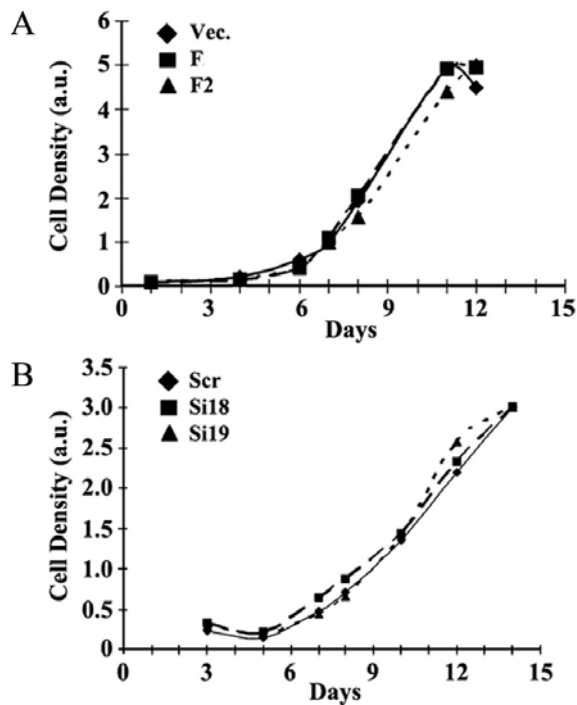 A
Vec.
F
F2
Cell Density (a.u.)
6
5
4
3
2
1
0
0 3 6 9 12 15
Days
B
Scr
Si18
Si19
Cell Density (a.u.)
3.5
3.0
2.5
2.0
1.5
1.0
0.5
0
0 3 6 9 12 15
Days